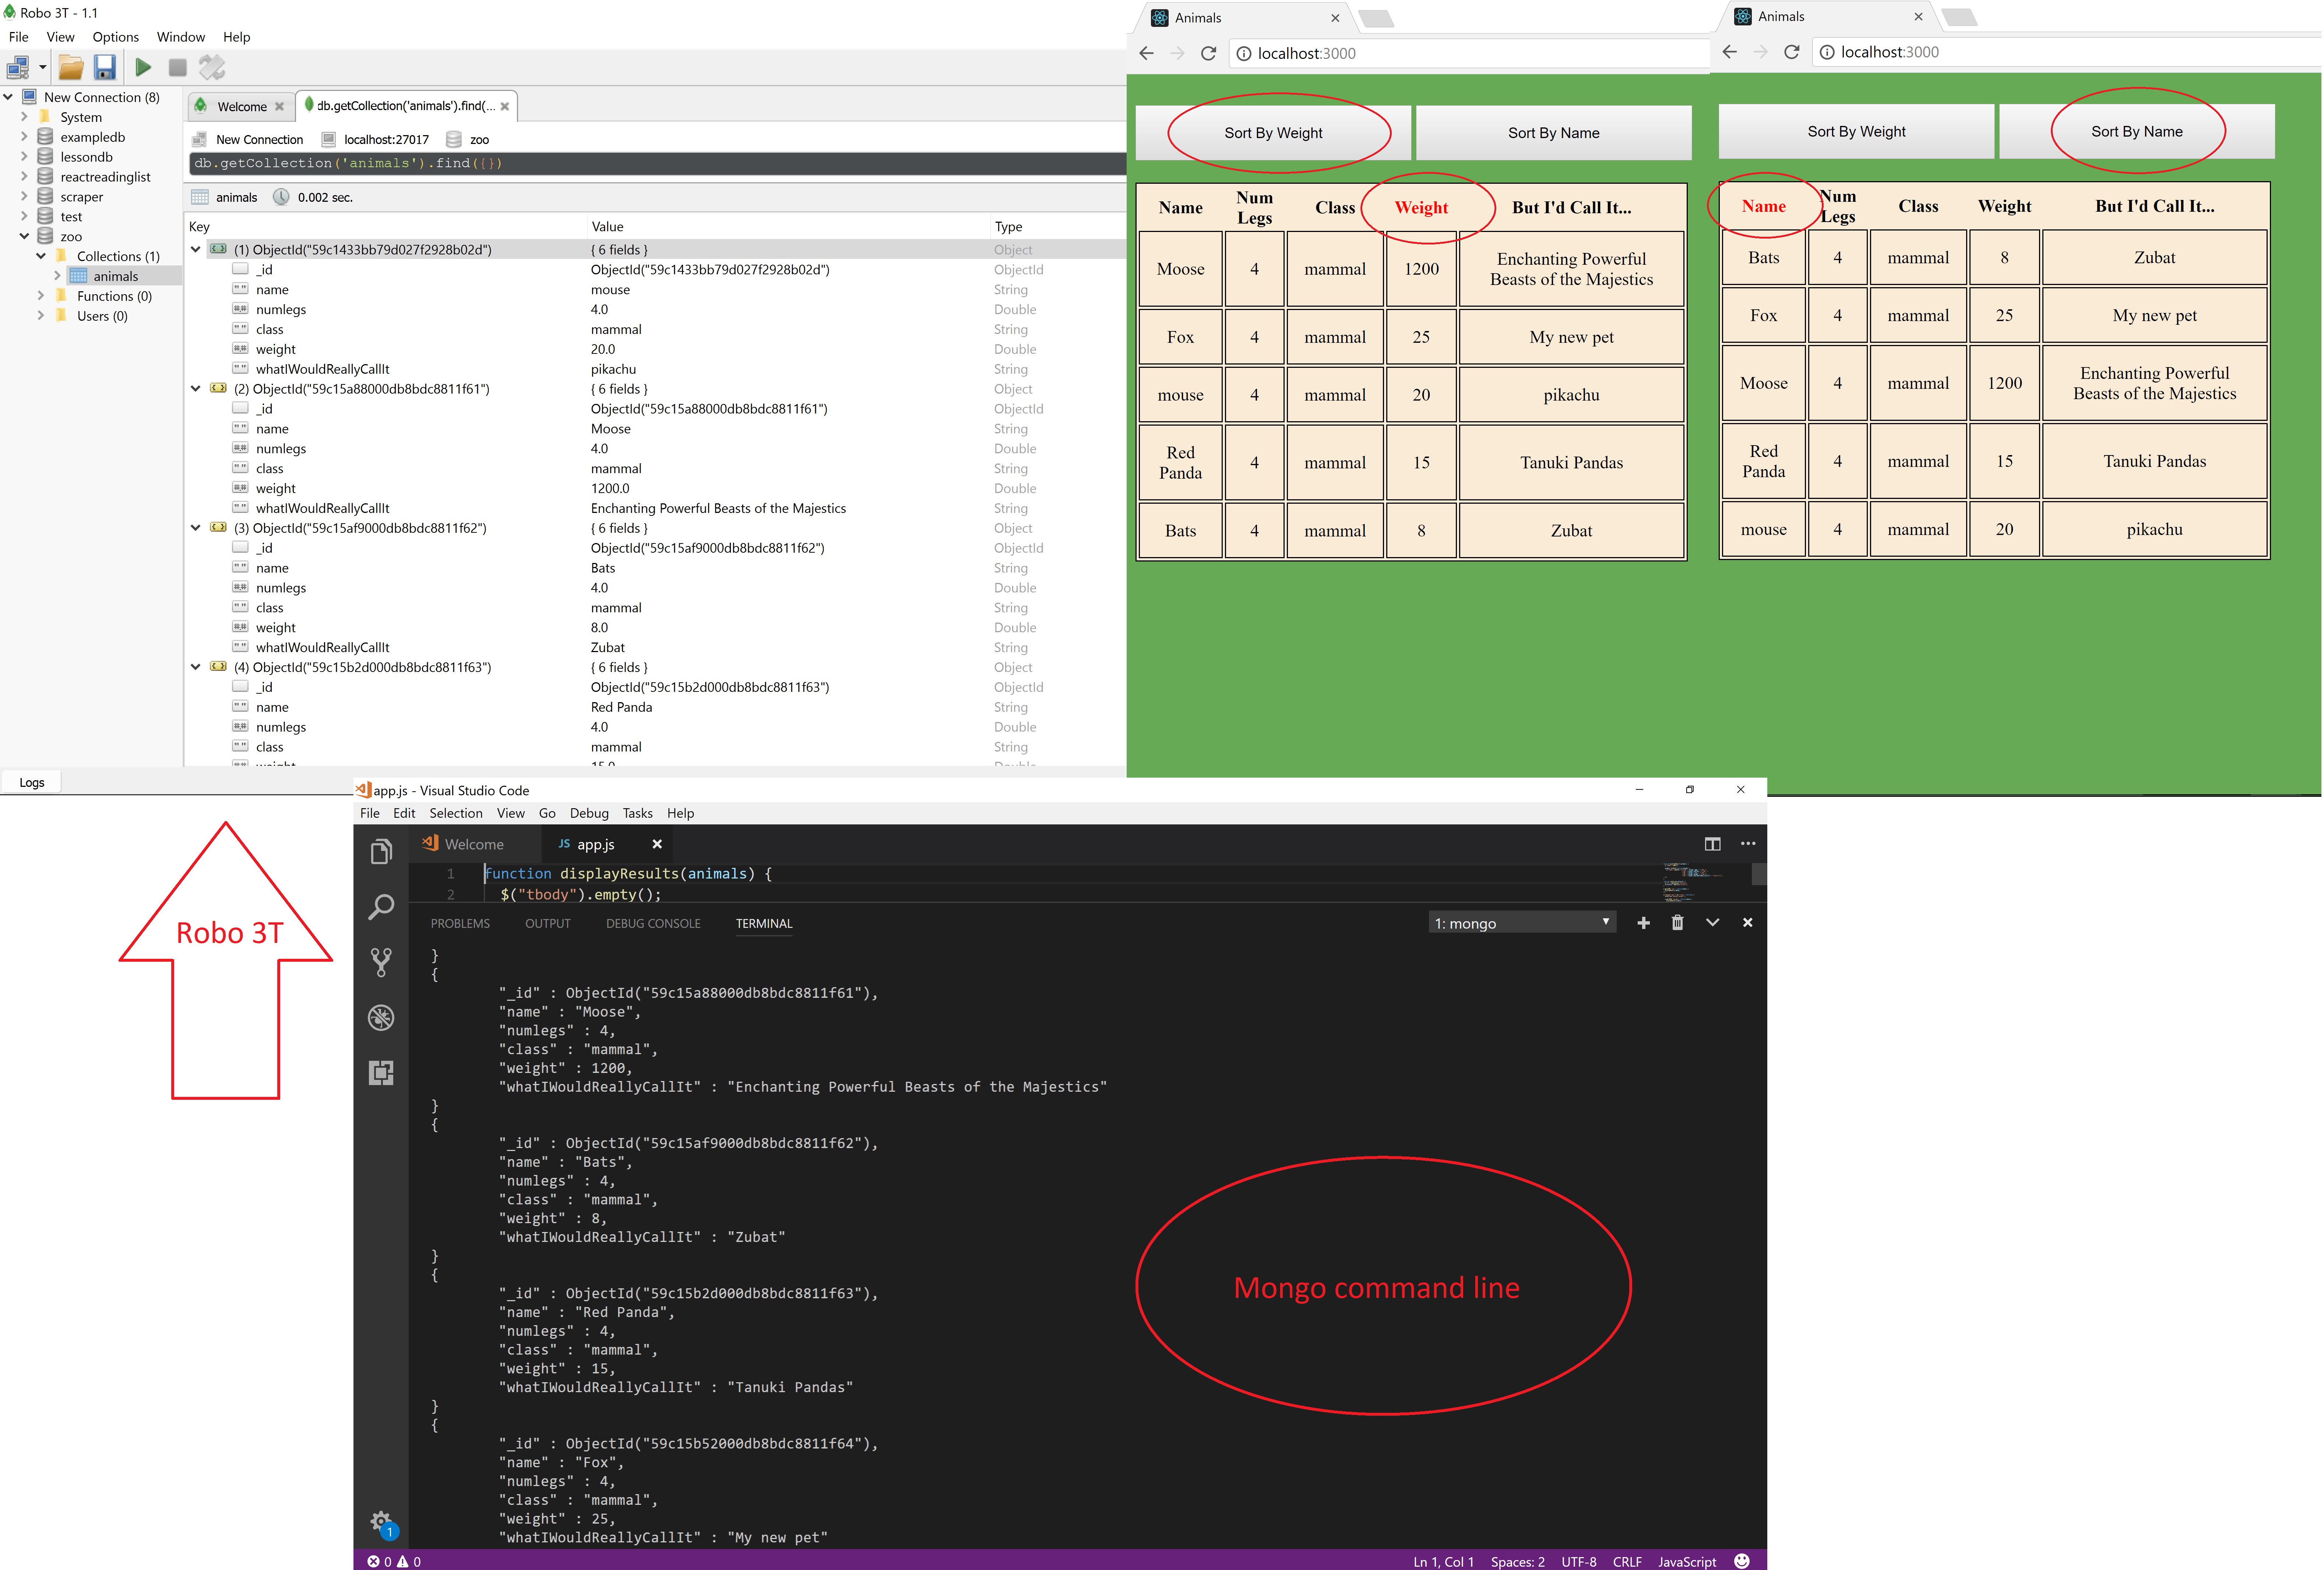 Robo 3T - 1.1
File View Options Window Help
New Connection (8)
System
exampledb
lessondb
reactreadinglist
scraper
test
zoo
Collections (1)
animals
Functions (0)
Users (0)
Logs
Welcome
db.getCollection('animals').find(...
New Connection localhost:27017 zoo
db.getCollection('animals').find({})
animals 0.002 sec.
Key Value Type
(1) ObjectId("59c1433bb79d027f2928b02d") { 6 fields } Object
_id ObjectId("59c1433bb79d027f2928b02d") ObjectId
name mouse String
numlegs 4.0 Double
class mammal String
weight 20.0 Double
whatIWouldReallyCallIt pikachu String
(2) ObjectId("59c15a88000db8bdc8811f61") { 6 fields } Object
_id ObjectId("59c15a88000db8bdc8811f61") ObjectId
name Moose String
numlegs 4.0 Double
class mammal String
weight 1200.0 Double
whatIWouldReallyCallIt Enchanting Powerful Beasts of the Majestics String
(3) ObjectId("59c15af9000db8bdc8811f62") { 6 fields } Object
_id ObjectId("59c15af9000db8bdc8811f62") ObjectId
name Bats String
numlegs 4.0 Double
class mammal String
weight 8.0 Double
whatIWouldReallyCallIt Zubat String
(4) ObjectId("59c15b2d000db8bdc8811f63") { 6 fields } Object
_id ObjectId("59c15b2d000db8bdc8811f63") ObjectId
name Red Panda String
numlegs 4.0 Double
class mammal String
Animals
localhost:3000
Sort By Weight Sort By Name
Name Num Legs Class Weight But I'd Call It...
Moose 4 mammal 1200 Enchanting Powerful Beasts of the Majestics
Fox 4 mammal 25 My new pet
mouse 4 mammal 20 pikachu
Red Panda 4 mammal 15 Tanuki Pandas
Bats 4 mammal 8 Zubat
Animals
localhost:3000
Sort By Weight Sort By Name
Name Num Legs Class Weight But I'd Call It...
Bats 4 mammal 8 Zubat
Fox 4 mammal 25 My new pet
Moose 4 mammal 1200 Enchanting Powerful Beasts of the Majestics
Red Panda 4 mammal 15 Tanuki Pandas
mouse 4 mammal 20 pikachu
Robo 3T
app.js - Visual Studio Code
File Edit Selection View Go Debug Tasks Help
Welcome JS app.js
1 function displayResults(animals) {
2 $("tbody").empty();
PROBLEMS OUTPUT DEBUG CONSOLE TERMINAL 1: mongo
}
{
"_id" : ObjectId("59c15a88000db8bdc8811f61"),
"name" : "Moose",
"numlegs" : 4,
"class" : "mammal",
"weight" : 1200,
"whatIWouldReallyCallIt" : "Enchanting Powerful Beasts of the Majestics"
}
{
"_id" : ObjectId("59c15af9000db8bdc8811f62"),
"name" : "Bats",
"numlegs" : 4,
"class" : "mammal",
"weight" : 8,
"whatIWouldReallyCallIt" : "Zubat"
}
{
"_id" : ObjectId("59c15b2d000db8bdc8811f63"),
"name" : "Red Panda",
"numlegs" : 4,
"class" : "mammal",
"weight" : 15,
"whatIWouldReallyCallIt" : "Tanuki Pandas"
}
{
"_id" : ObjectId("59c15b52000db8bdc8811f64"),
"name" : "Fox",
"numlegs" : 4,
"class" : "mammal",
"weight" : 25,
"whatIWouldReallyCallIt" : "My new pet"
Mongo command line
1
0 0 Ln 1, Col 1 Spaces: 2 UTF-8 CRLF JavaScript